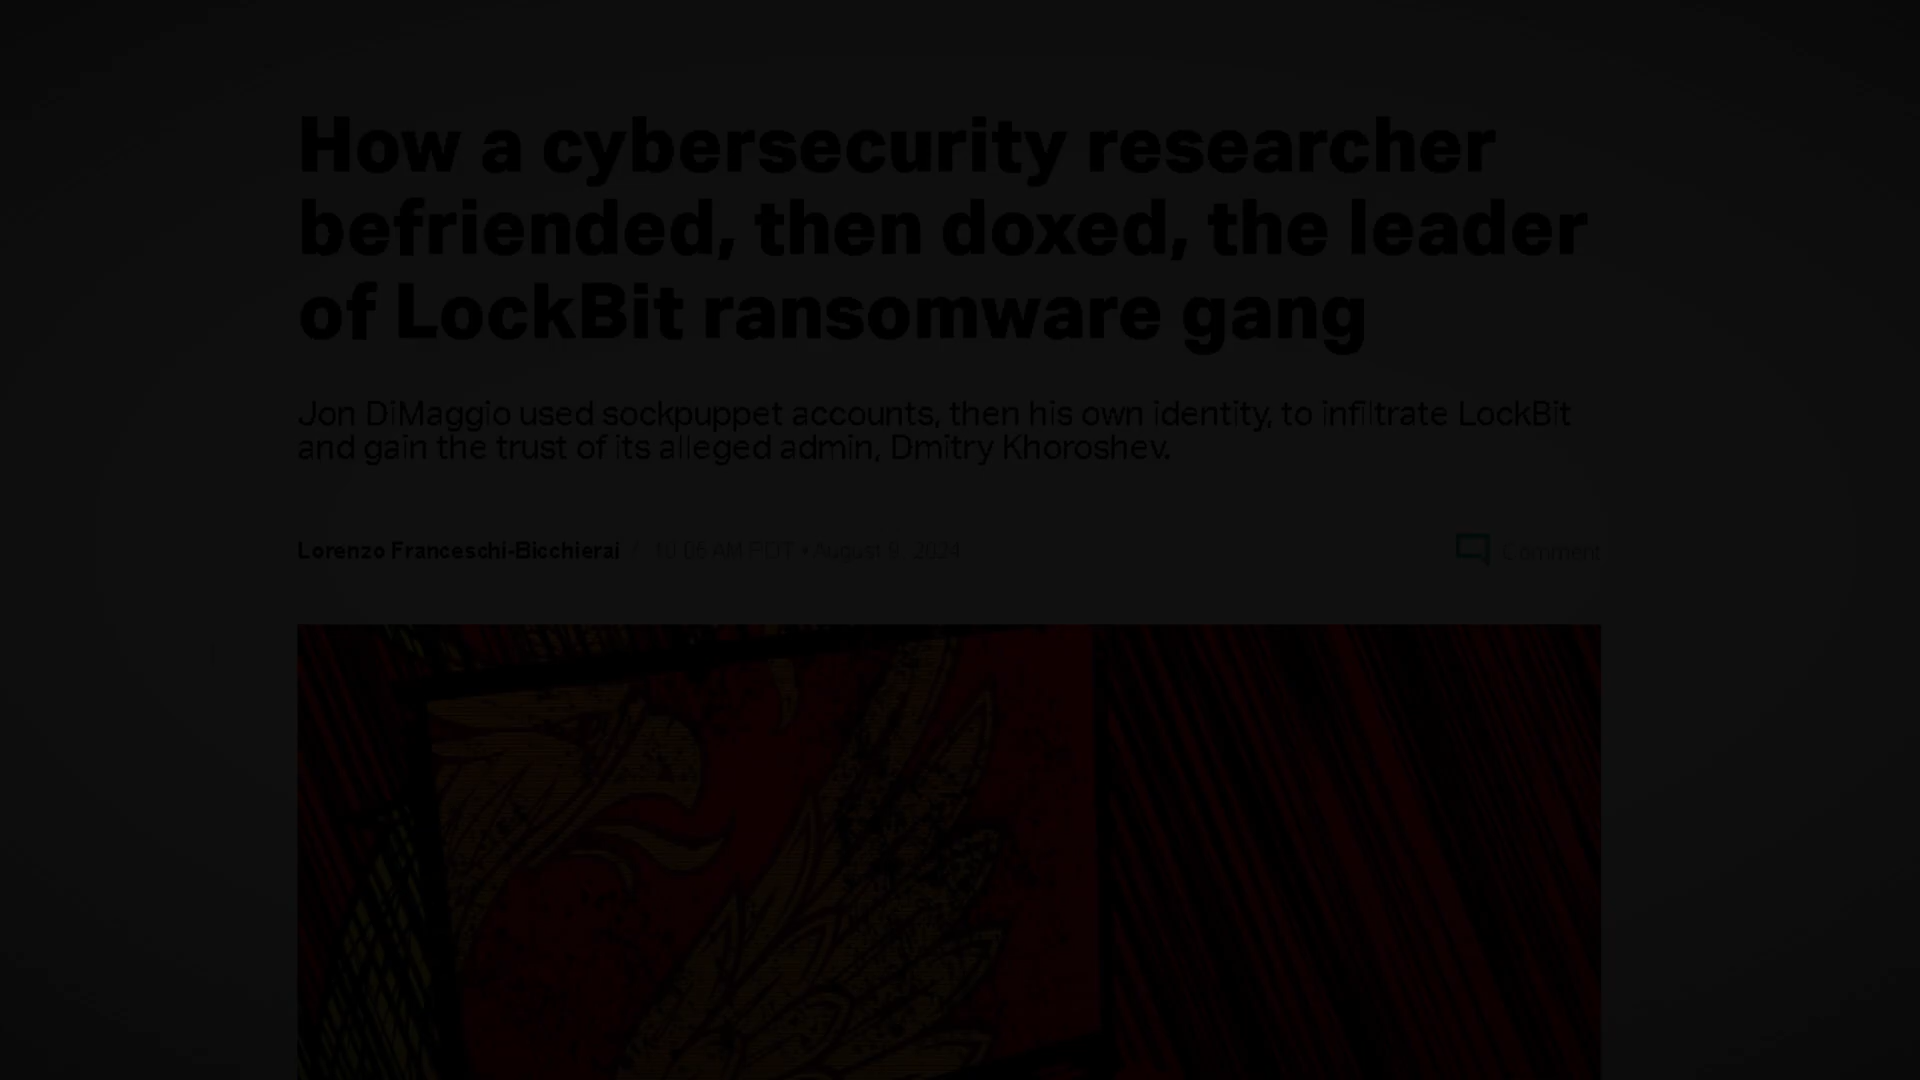 How a cybersecurity researcher
befriended, then doxed, the leader
of LockBit ransomware gang
Jon DiMaggio used sockpuppet accounts, then his own identity, to infiltrate LockBit
and gain the trust of its alleged admin, Dmitry Khoroshev.
Lorenzo Franceschi-Bicchierai / 10:05 AM PDT • August 9, 2024
Comment